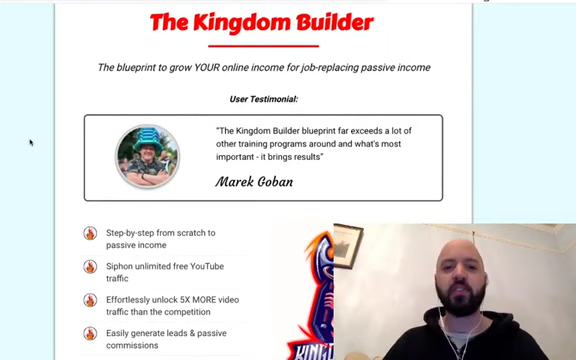 The Kingdom Builder
The blueprint to grow YOUR online income for job-replacing passive income
User Testimonial:
"The Kingdom Builder blueprint far exceeds a lot of
other training programs around and what's most
important - it brings results"
Marek Goban
Step-by-step from scratch to
passive income
Siphon unlimited free YouTube
traffic
Effortlessly unlock 5X MORE video
traffic than the competition
Easily generate leads & passive
commissions